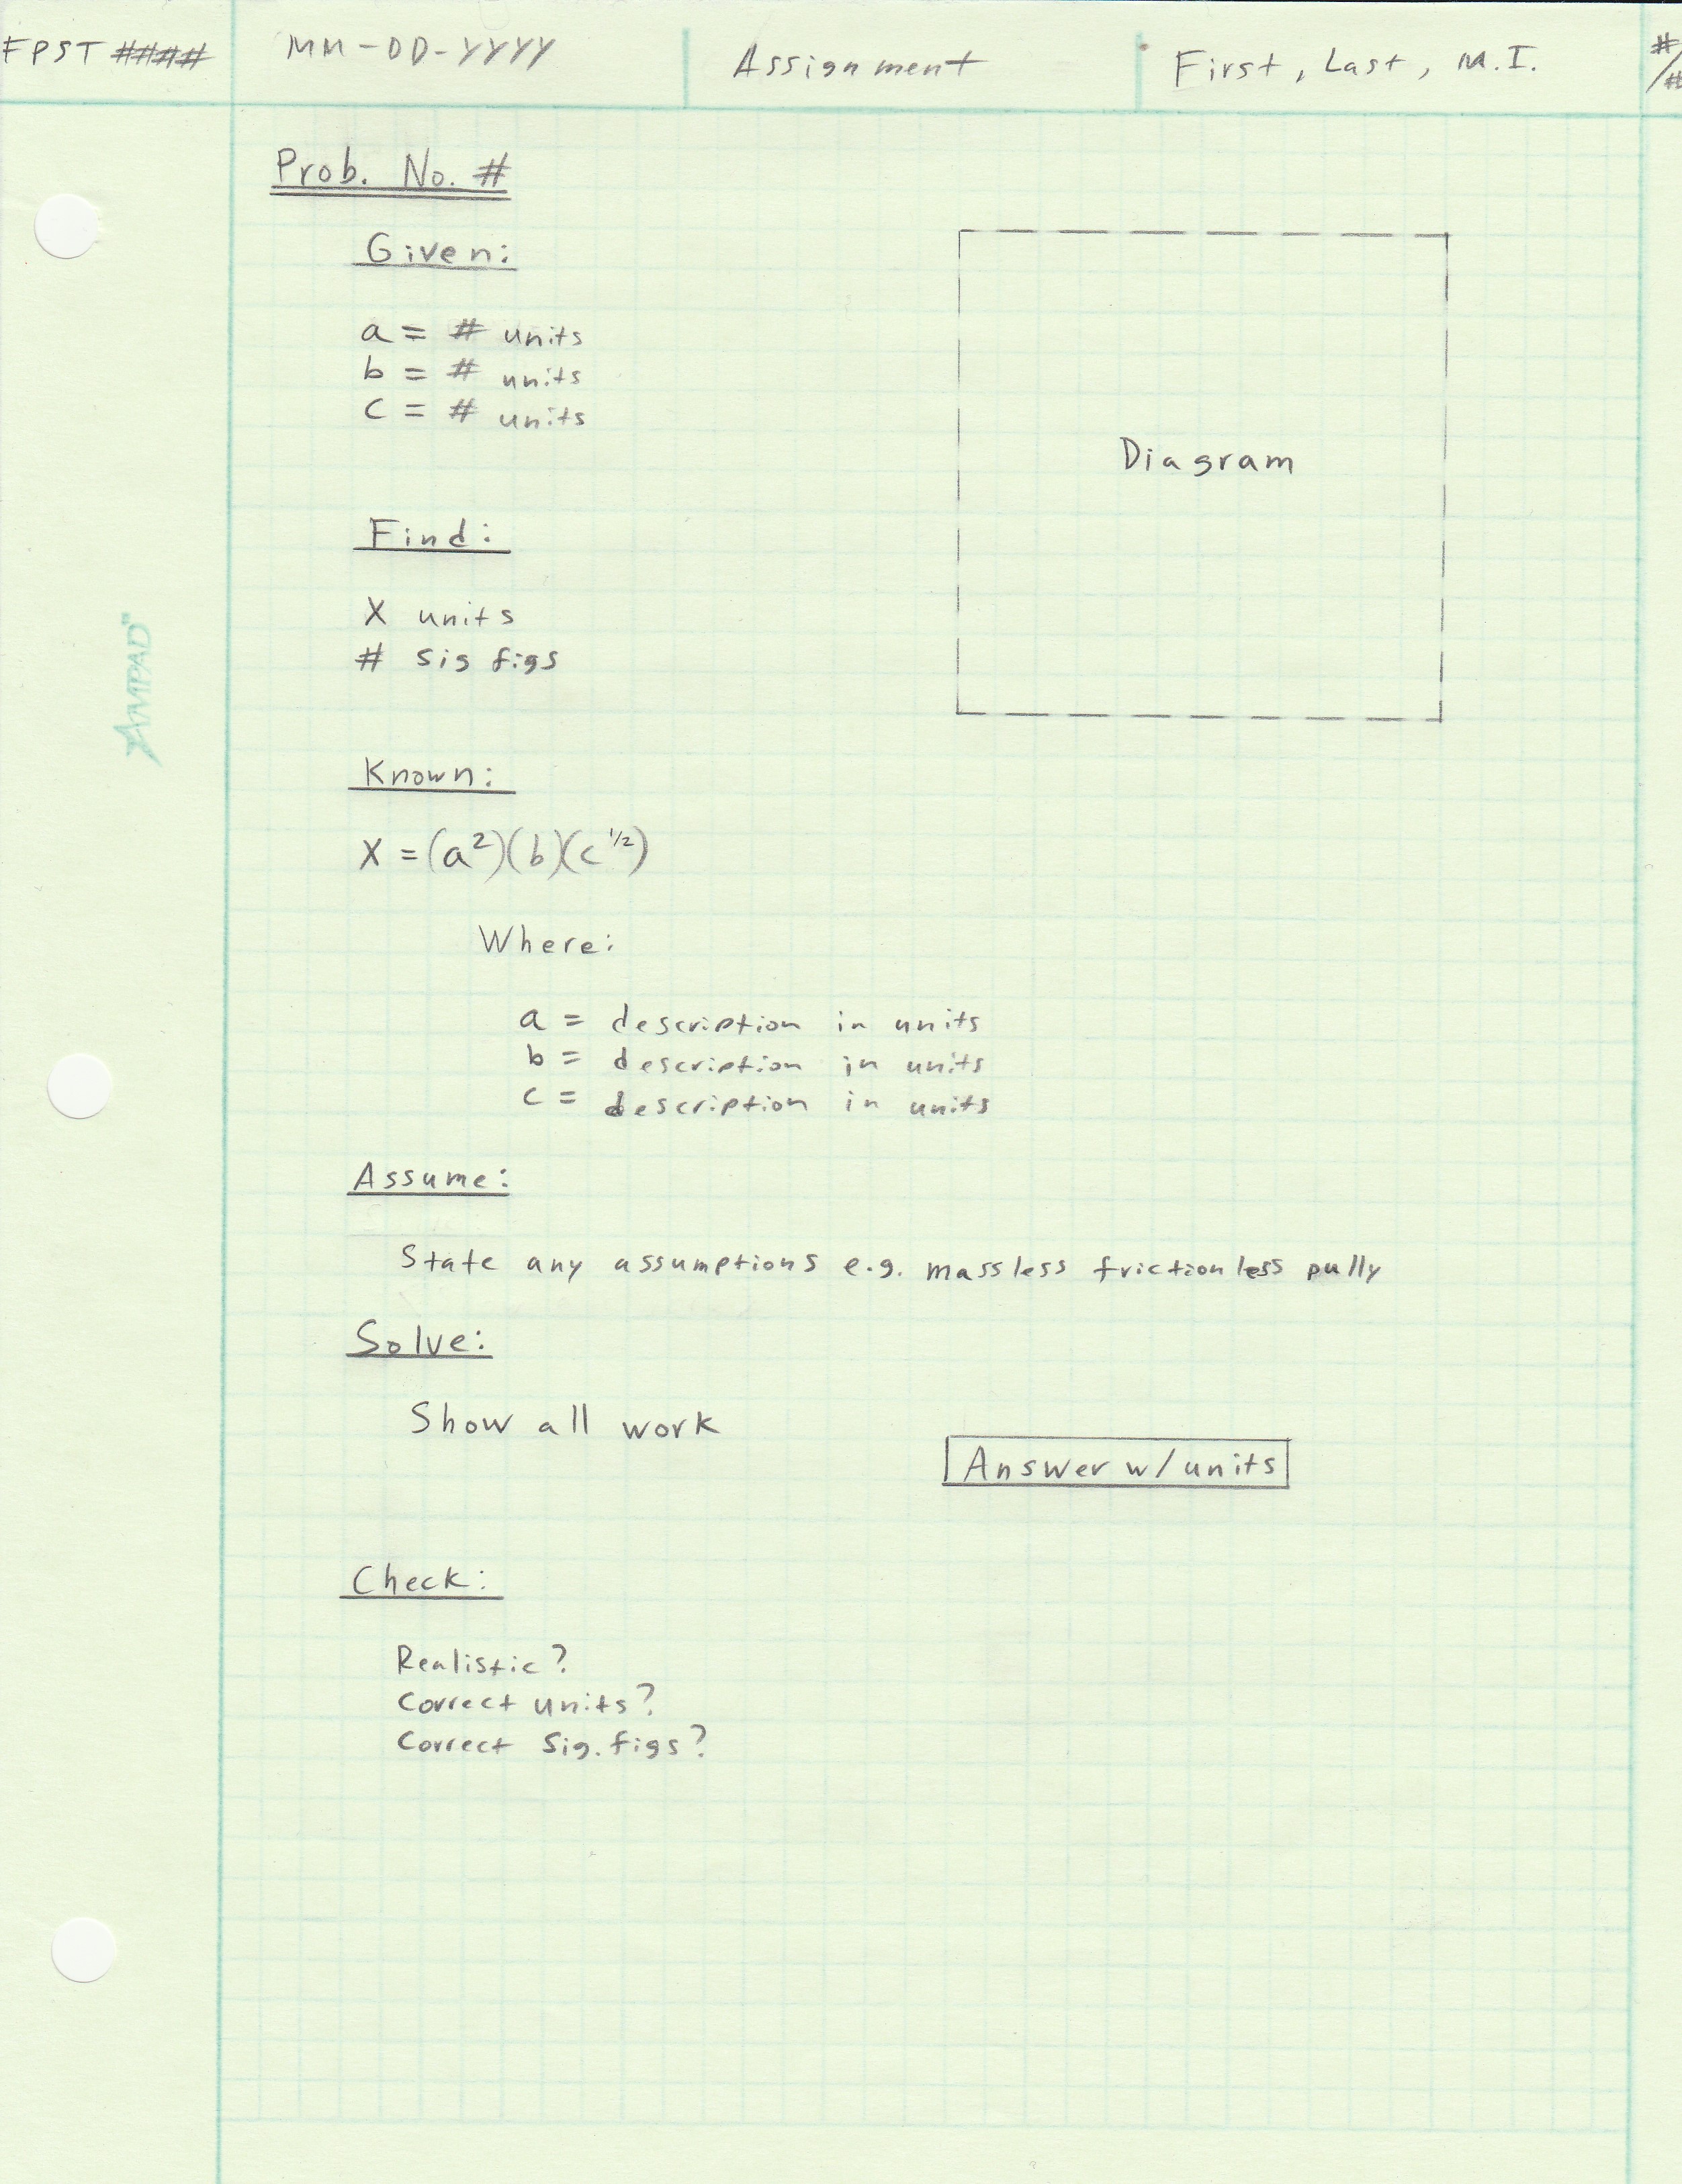 FPST #### MM-DD-YYYY Assignment First, Last, M.I. #/#
Prob. No. #
Given:
a = # units
b = # units
c = # units
Diagram
Find:
X units
# sig figs
AMPAD
Known:
X = (a²)(b)(c^1/2)
Where:
a = description in units
b = description in units
c = description in units
Assume:
State any assumptions e.g. massless frictionless pully
Solve:
Show all work
Answer w/units
Check:
Realistic?
Correct units?
Correct Sig. figs?